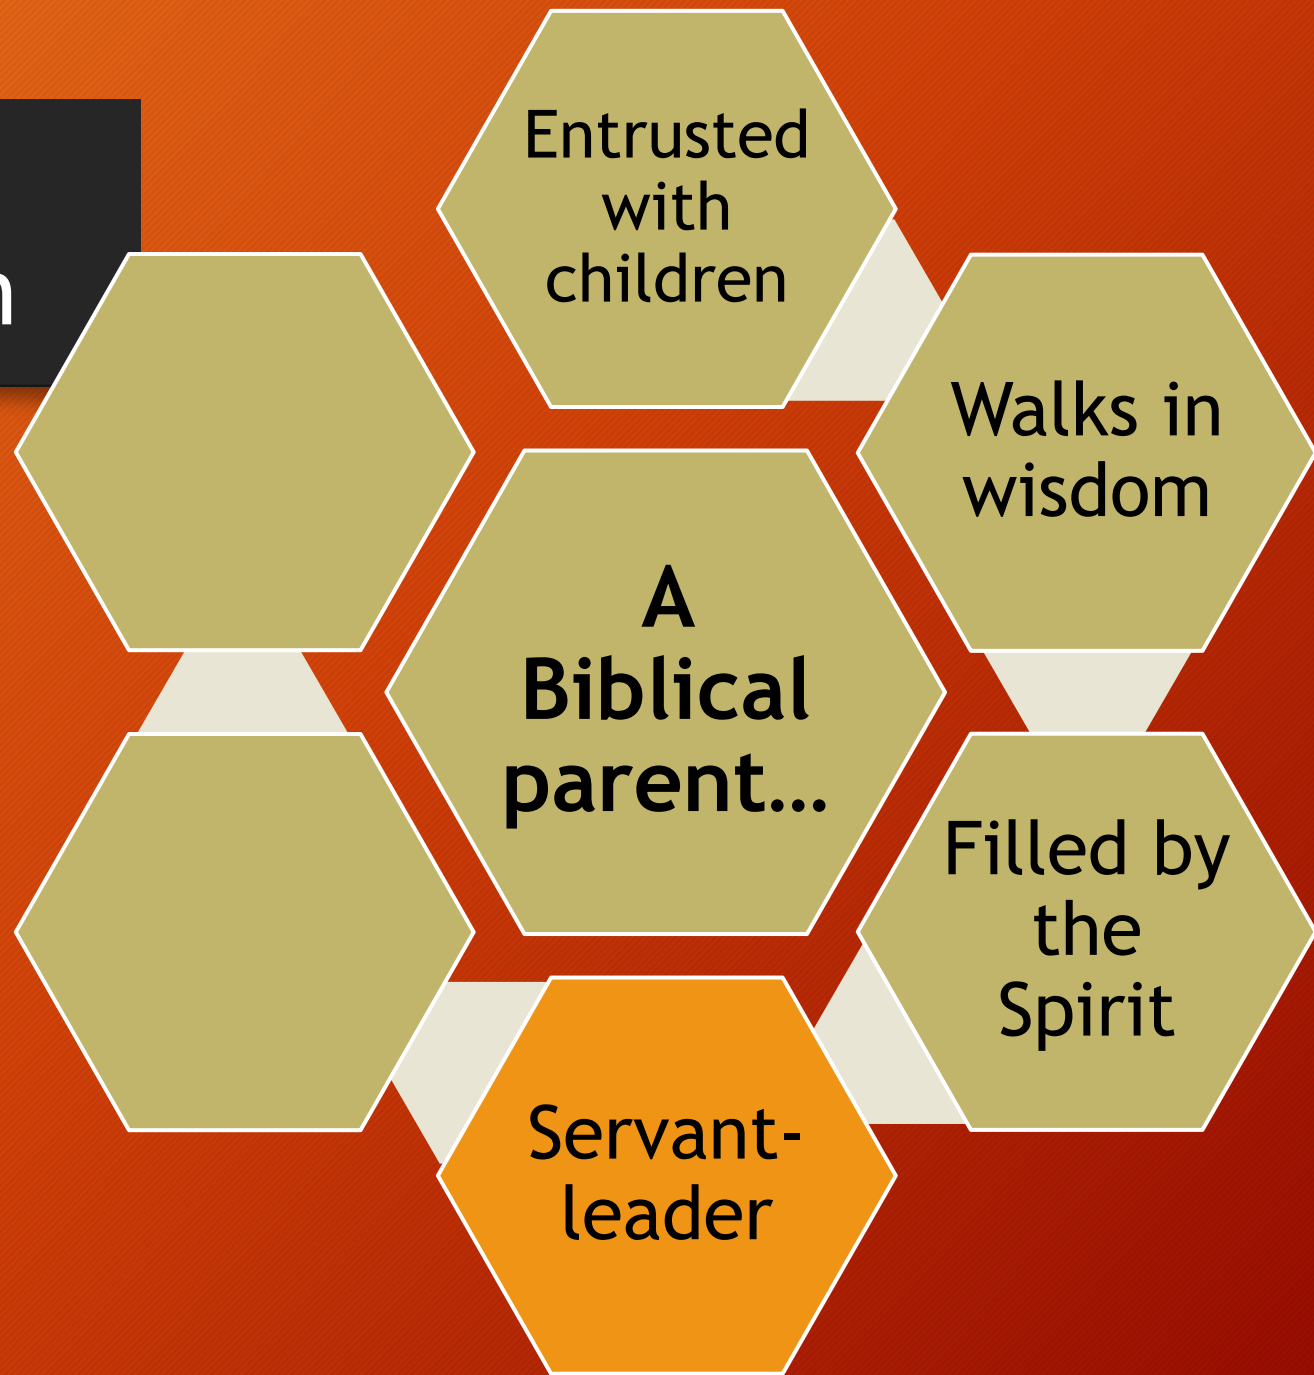 Entrusted
with
children
Walks in
wisdom
A
Biblical
parent…
Filled by
the
Spirit
Servant-
leader